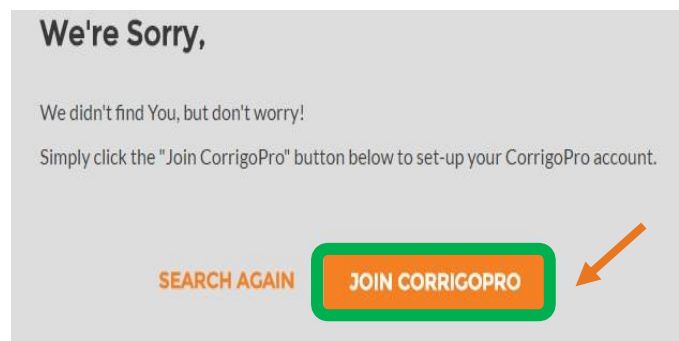 We're Sorry,
We didn't find You, but don't worry!
Simply click the "Join CorrigoPro" button below to set-up your CorrigoPro account.
SEARCH AGAIN JOIN CORRIGOPRO